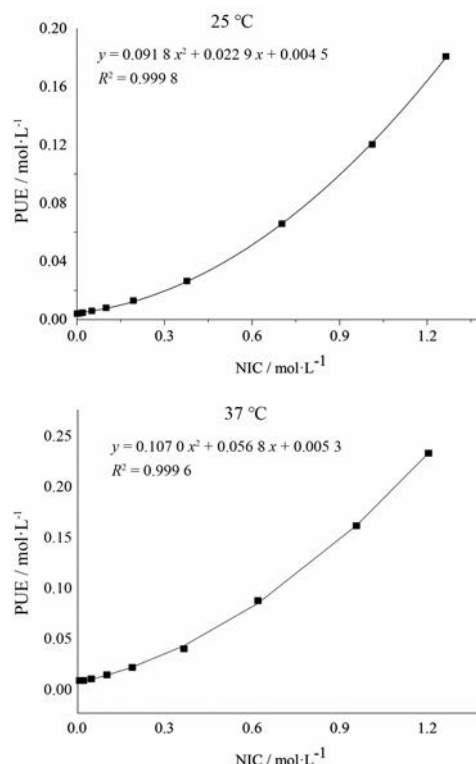 25 °C
y = 0.091 8 x² + 0.022 9 x + 0.004 5
R² = 0.999 8
0.20
0.16
0.12
0.08
0.04
0.00
PUE / mol·L⁻¹
0.0 0.3 0.6 0.9 1.2
NIC / mol·L⁻¹
37 °C
y = 0.107 0 x² + 0.056 8 x + 0.005 3
R² = 0.999 6
0.25
0.20
0.15
0.10
0.05
0.00
PUE / mol·L⁻¹
0.0 0.3 0.6 0.9 1.2
NIC / mol·L⁻¹